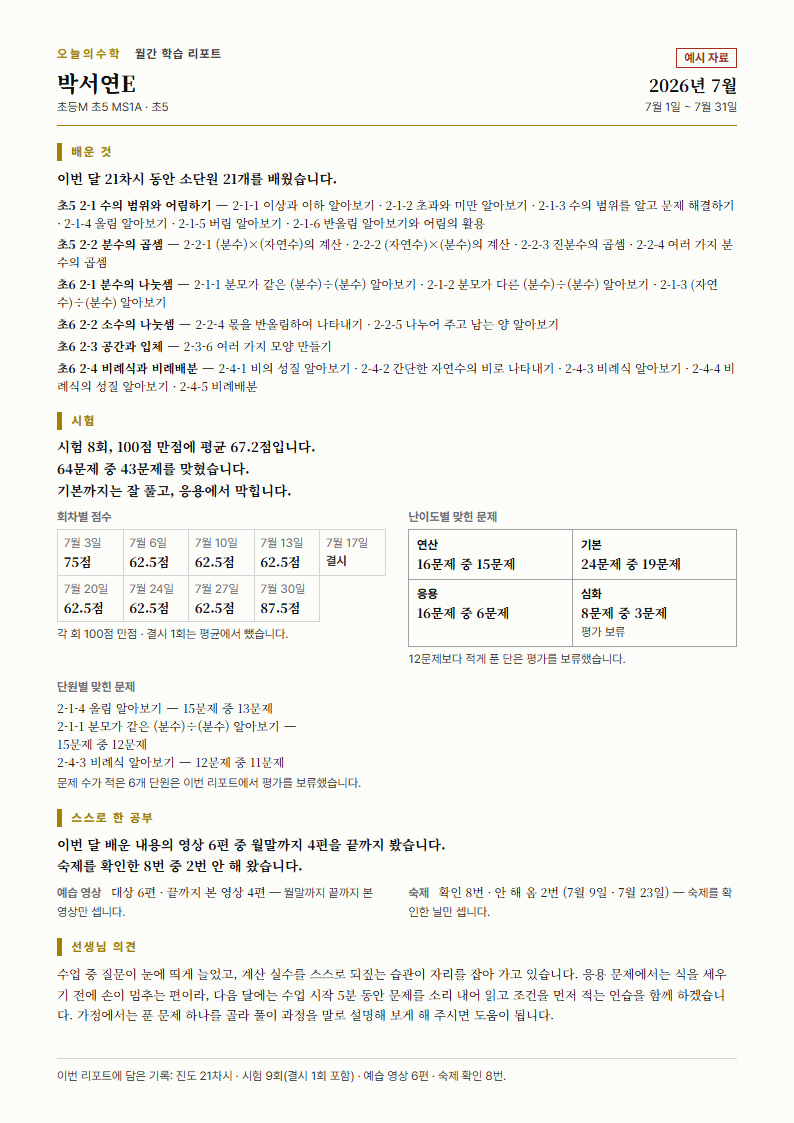 오늘의수학 월간 학습 리포트
예시 자료
박서연E
2026년 7월
초등M 초5 MS1A · 초5
7월 1일 ~ 7월 31일
배운 것
이번 달 21차시 동안 소단원 21개를 배웠습니다.
초5 2-1 수의 범위와 어림하기 — 2-1-1 이상과 이하 알아보기 · 2-1-2 초과와 미만 알아보기 · 2-1-3 수의 범위를 알고 문제 해결하기
· 2-1-4 올림 알아보기 · 2-1-5 버림 알아보기 · 2-1-6 반올림 알아보기와 어림의 활용
초5 2-2 분수의 곱셈 — 2-2-1 (분수)×(자연수)의 계산 · 2-2-2 (자연수)×(분수)의 계산 · 2-2-3 진분수의 곱셈 · 2-2-4 여러 가지 분
수의 곱셈
초6 2-1 분수의 나눗셈 — 2-1-1 분모가 같은 (분수)÷(분수) 알아보기 · 2-1-2 분모가 다른 (분수)÷(분수) 알아보기 · 2-1-3 (자연
수)÷(분수) 알아보기
초6 2-2 소수의 나눗셈 — 2-2-4 몫을 반올림하여 나타내기 · 2-2-5 나누어 주고 남는 양 알아보기
초6 2-3 공간과 입체 — 2-3-6 여러 가지 모양 만들기
초6 2-4 비례식과 비례배분 — 2-4-1 비의 성질 알아보기 · 2-4-2 간단한 자연수의 비로 나타내기 · 2-4-3 비례식 알아보기 · 2-4-4 비
례식의 성질 알아보기 · 2-4-5 비례배분
시험
시험 8회, 100점 만점에 평균 67.2점입니다.
64문제 중 43문제를 맞혔습니다.
기본까지는 잘 풀고, 응용에서 막힙니다.
회차별 점수
7월 3일 7월 6일 7월 10일 7월 13일 7월 17일
75점 62.5점 62.5점 62.5점 결시
7월 20일 7월 24일 7월 27일 7월 30일
62.5점 62.5점 62.5점 87.5점
각 회 100점 만점 · 결시 1회는 평균에서 뺐습니다.
난이도별 맞힌 문제
연산 기본
16문제 중 15문제 24문제 중 19문제
응용 심화
16문제 중 6문제 8문제 중 3문제
평가 보류
12문제보다 적게 푼 단은 평가를 보류했습니다.
단원별 맞힌 문제
2-1-4 올림 알아보기 — 15문제 중 13문제
2-1-1 분모가 같은 (분수)÷(분수) 알아보기 —
15문제 중 12문제
2-4-3 비례식 알아보기 — 12문제 중 11문제
문제 수가 적은 6개 단원은 이번 리포트에서 평가를 보류했습니다.
스스로 한 공부
이번 달 배운 내용의 영상 6편 중 월말까지 4편을 끝까지 봤습니다.
숙제를 확인한 8번 중 2번 안 해 왔습니다.
예습 영상 대상 6편 · 끝까지 본 영상 4편 — 월말까지 끝까지 본
영상만 셉니다.
숙제 확인 8번 · 안 해 옴 2번 (7월 9일 · 7월 23일) — 숙제를 확
인한 날만 셉니다.
선생님 의견
수업 중 질문이 눈에 띄게 늘었고, 계산 실수를 스스로 되짚는 습관이 자리를 잡아 가고 있습니다. 응용 문제에서는 식을 세우
기 전에 손이 멈추는 편이라, 다음 달에는 수업 시작 5분 동안 문제를 소리 내어 읽고 조건을 먼저 적는 연습을 함께 하겠습니
다. 가정에서는 푼 문제 하나를 골라 풀이 과정을 말로 설명해 보게 해 주시면 도움이 됩니다.
이번 리포트에 담은 기록: 진도 21차시 · 시험 9회(결시 1회 포함) · 예습 영상 6편 · 숙제 확인 8번.